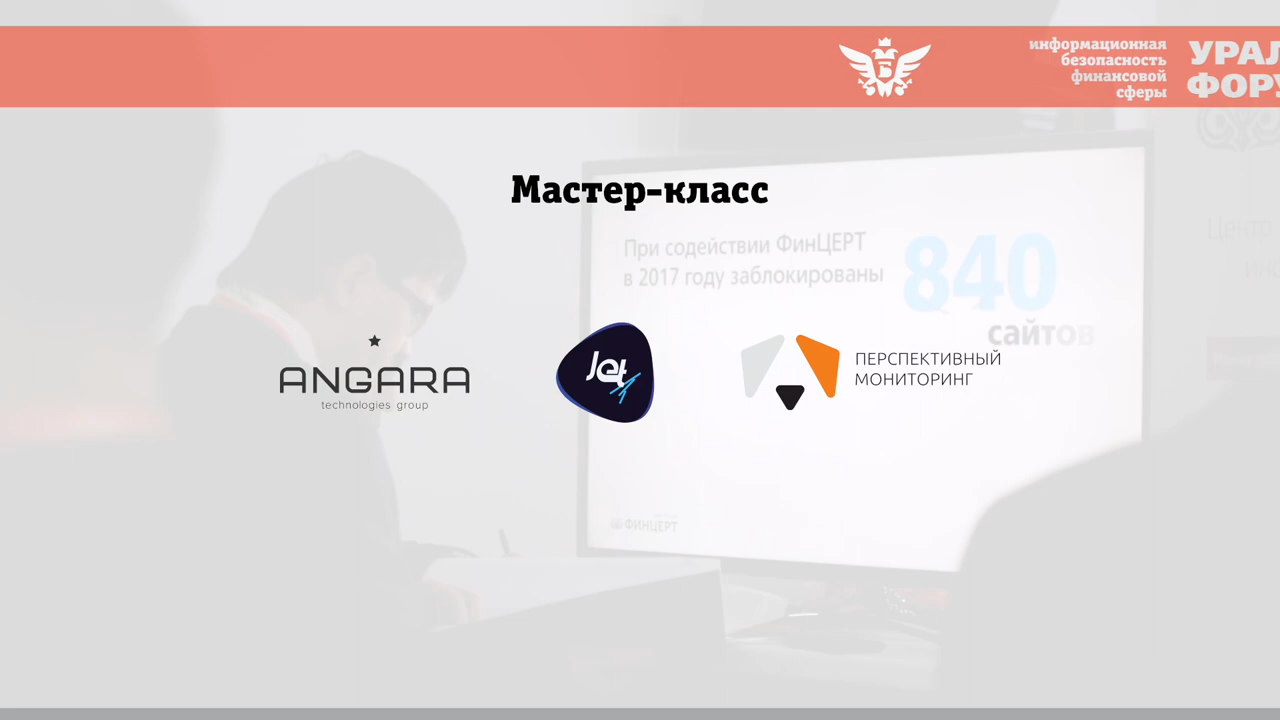 информационная
безопасность
финансовой
сферы
УРАЛ
ФОРУ
Мастер-класс
При содействии ФинЦЕРТ
в 2017 году заблокированы
840
сайтов
ANGARA
technologies group
Jet
ПЕРСПЕКТИВНЫЙ
МОНИТОРИНГ
ФИНЦЕРТ